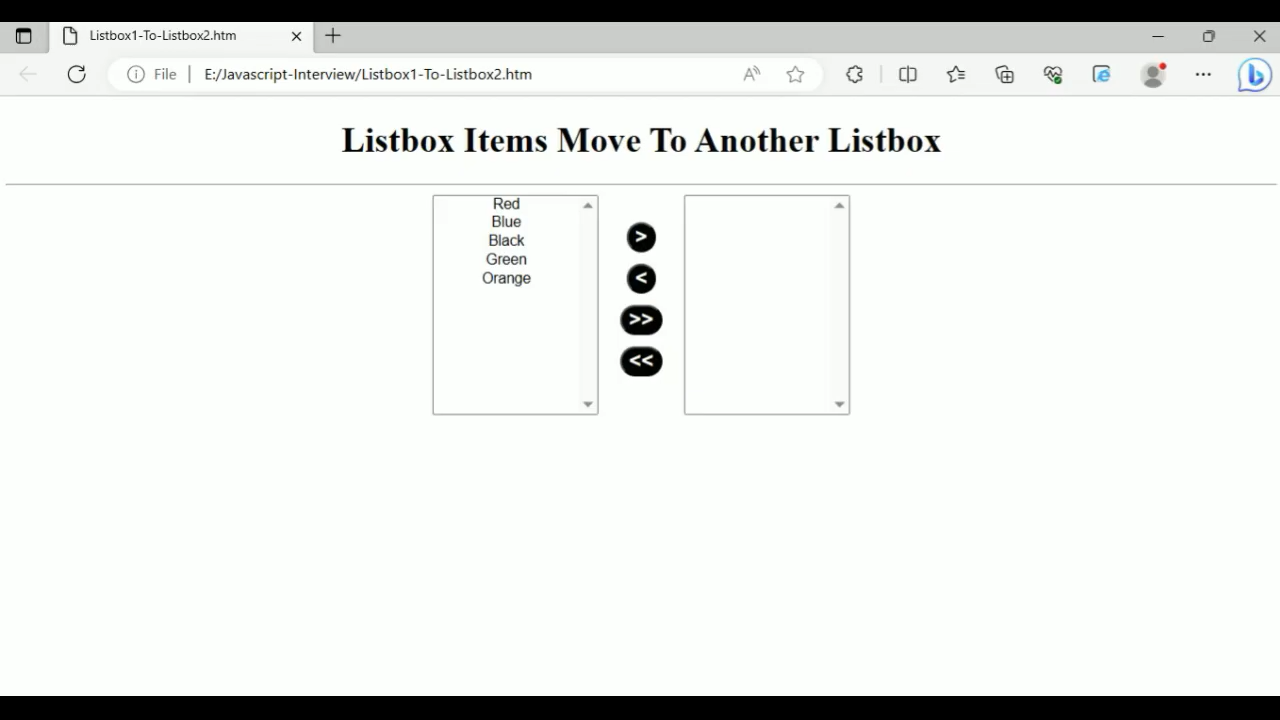 Listbox1-To-Listbox2.htm
File
E:/Javascript-Interview/Listbox1-To-Listbox2.htm
Listbox Items Move To Another Listbox
Red
Blue
Black
Green
Orange
>
<
>>
<<